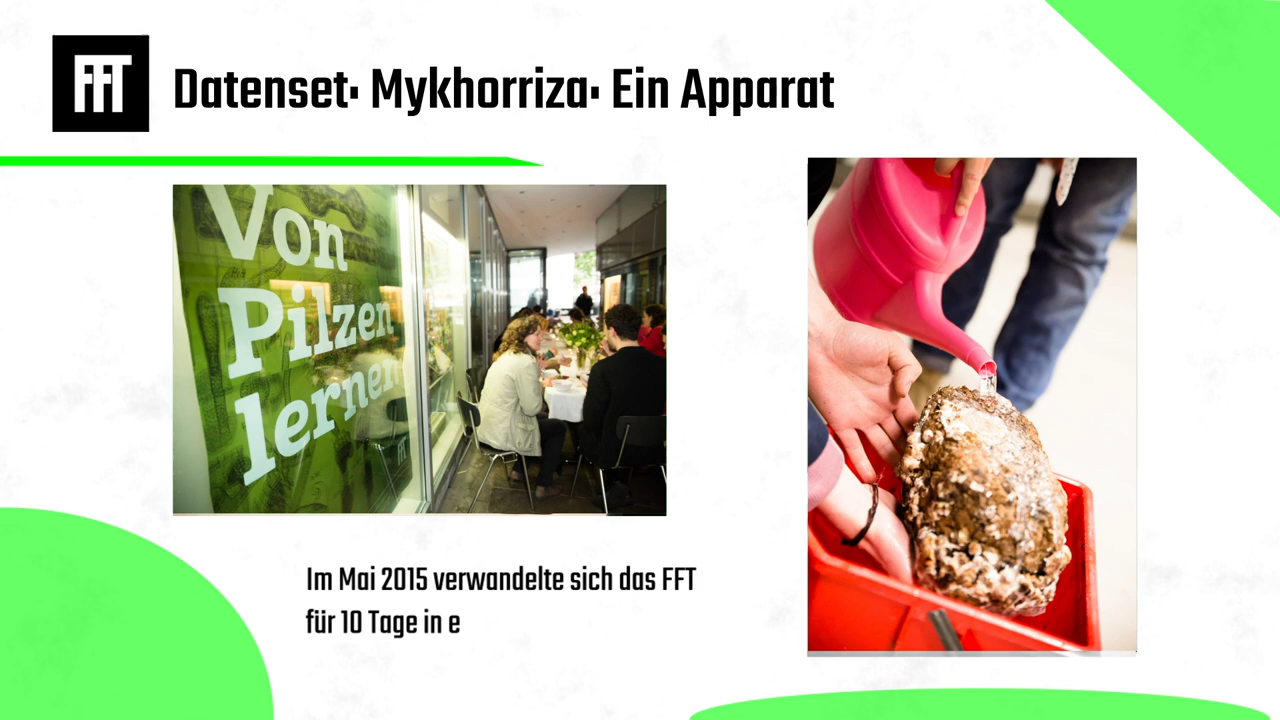 FFT
Datenset: Mykhorriza: Ein Apparat
Von
Pilzen
lernen
Im Mai 2015 verwandelte sich das FFT
für 10 Tage in e